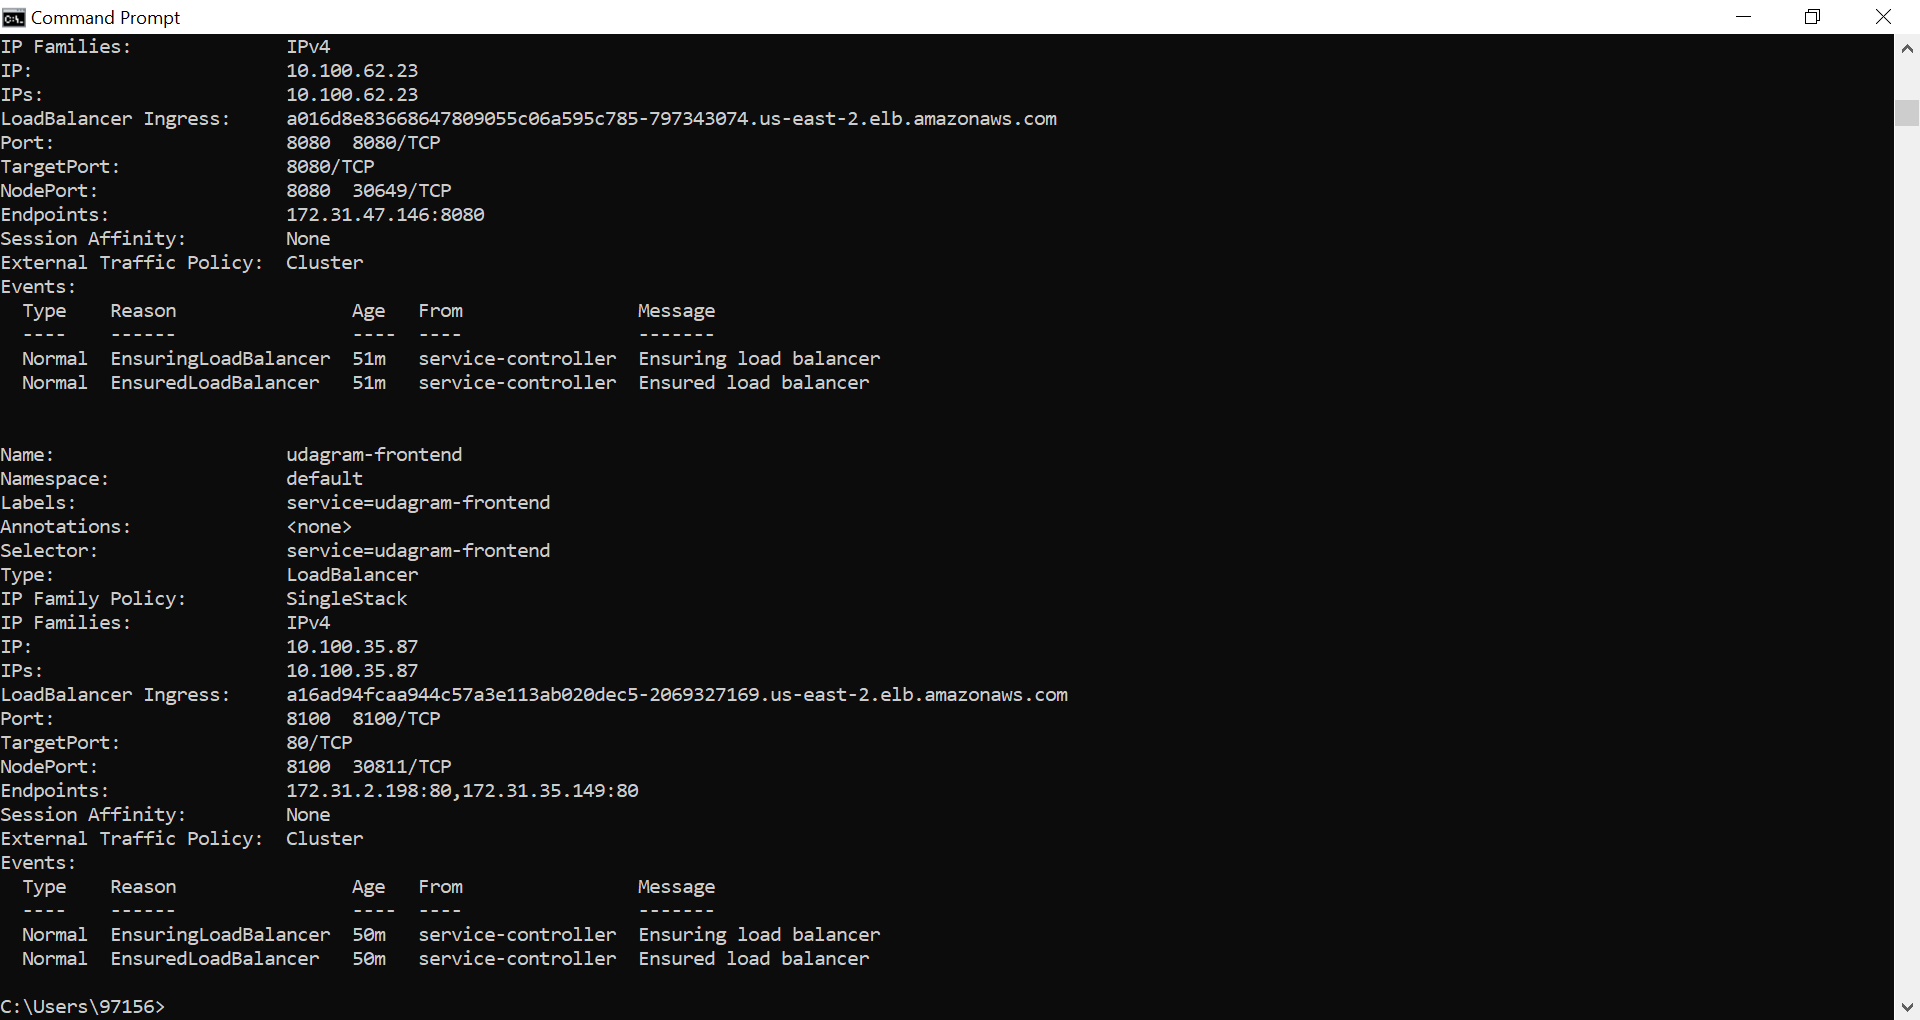 Command Prompt
IP Families:              IPv4
IP:                       10.100.62.23
IPs:                      10.100.62.23
LoadBalancer Ingress:     a016d8e83668647809055c06a595c785-797343074.us-east-2.elb.amazonaws.com
Port:                     8080  8080/TCP
TargetPort:               8080/TCP
NodePort:                 8080  30649/TCP
Endpoints:                172.31.47.146:8080
Session Affinity:         None
External Traffic Policy:  Cluster
Events:
  Type    Reason                Age   From                Message
  ----    ------                ----  ----                -------
  Normal  EnsuringLoadBalancer  51m   service-controller  Ensuring load balancer
  Normal  EnsuredLoadBalancer   51m   service-controller  Ensured load balancer
Name:                     udagram-frontend
Namespace:                default
Labels:                   service=udagram-frontend
Annotations:              <none>
Selector:                 service=udagram-frontend
Type:                     LoadBalancer
IP Family Policy:         SingleStack
IP Families:              IPv4
IP:                       10.100.35.87
IPs:                      10.100.35.87
LoadBalancer Ingress:     a16ad94fcaa944c57a3e113ab020dec5-2069327169.us-east-2.elb.amazonaws.com
Port:                     8100  8100/TCP
TargetPort:               80/TCP
NodePort:                 8100  30811/TCP
Endpoints:                172.31.2.198:80,172.31.35.149:80
Session Affinity:         None
External Traffic Policy:  Cluster
Events:
  Type    Reason                Age   From                Message
  ----    ------                ----  ----                -------
  Normal  EnsuringLoadBalancer  50m   service-controller  Ensuring load balancer
  Normal  EnsuredLoadBalancer   50m   service-controller  Ensured load balancer
C:\Users\97156>